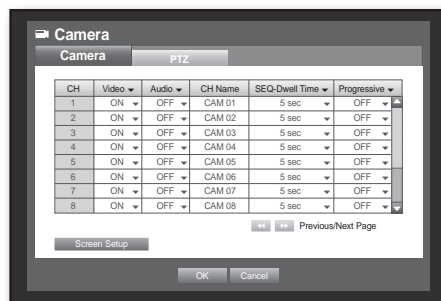 Camera
Camera PTZ
CH Video Audio CH Name SEQ-Dwell Time Progressive
1 ON OFF CAM 01 5 sec OFF
2 ON OFF CAM 02 5 sec OFF
3 ON OFF CAM 03 5 sec OFF
4 ON OFF CAM 04 5 sec OFF
5 ON OFF CAM 05 5 sec OFF
6 ON OFF CAM 06 5 sec OFF
7 ON OFF CAM 07 5 sec OFF
8 ON OFF CAM 08 5 sec OFF
Previous/Next Page
Screen Setup
OK Cancel